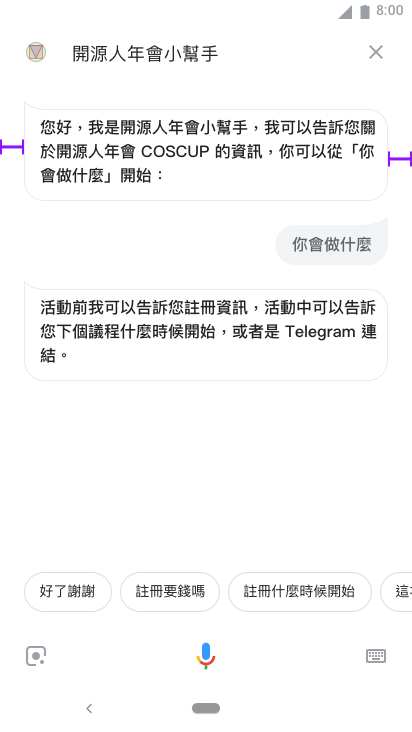 8:00
開源人年會小幫手
您好，我是開源人年會小幫手，我可以告訴您關
於開源人年會 COSCUP 的資訊，你可以從「你
會做什麼」開始：
你會做什麼
活動前我可以告訴您註冊資訊，活動中可以告訴
您下個議程什麼時候開始，或者是 Telegram 連
結。
好了謝謝
註冊要錢嗎
註冊什麼時候開始
這